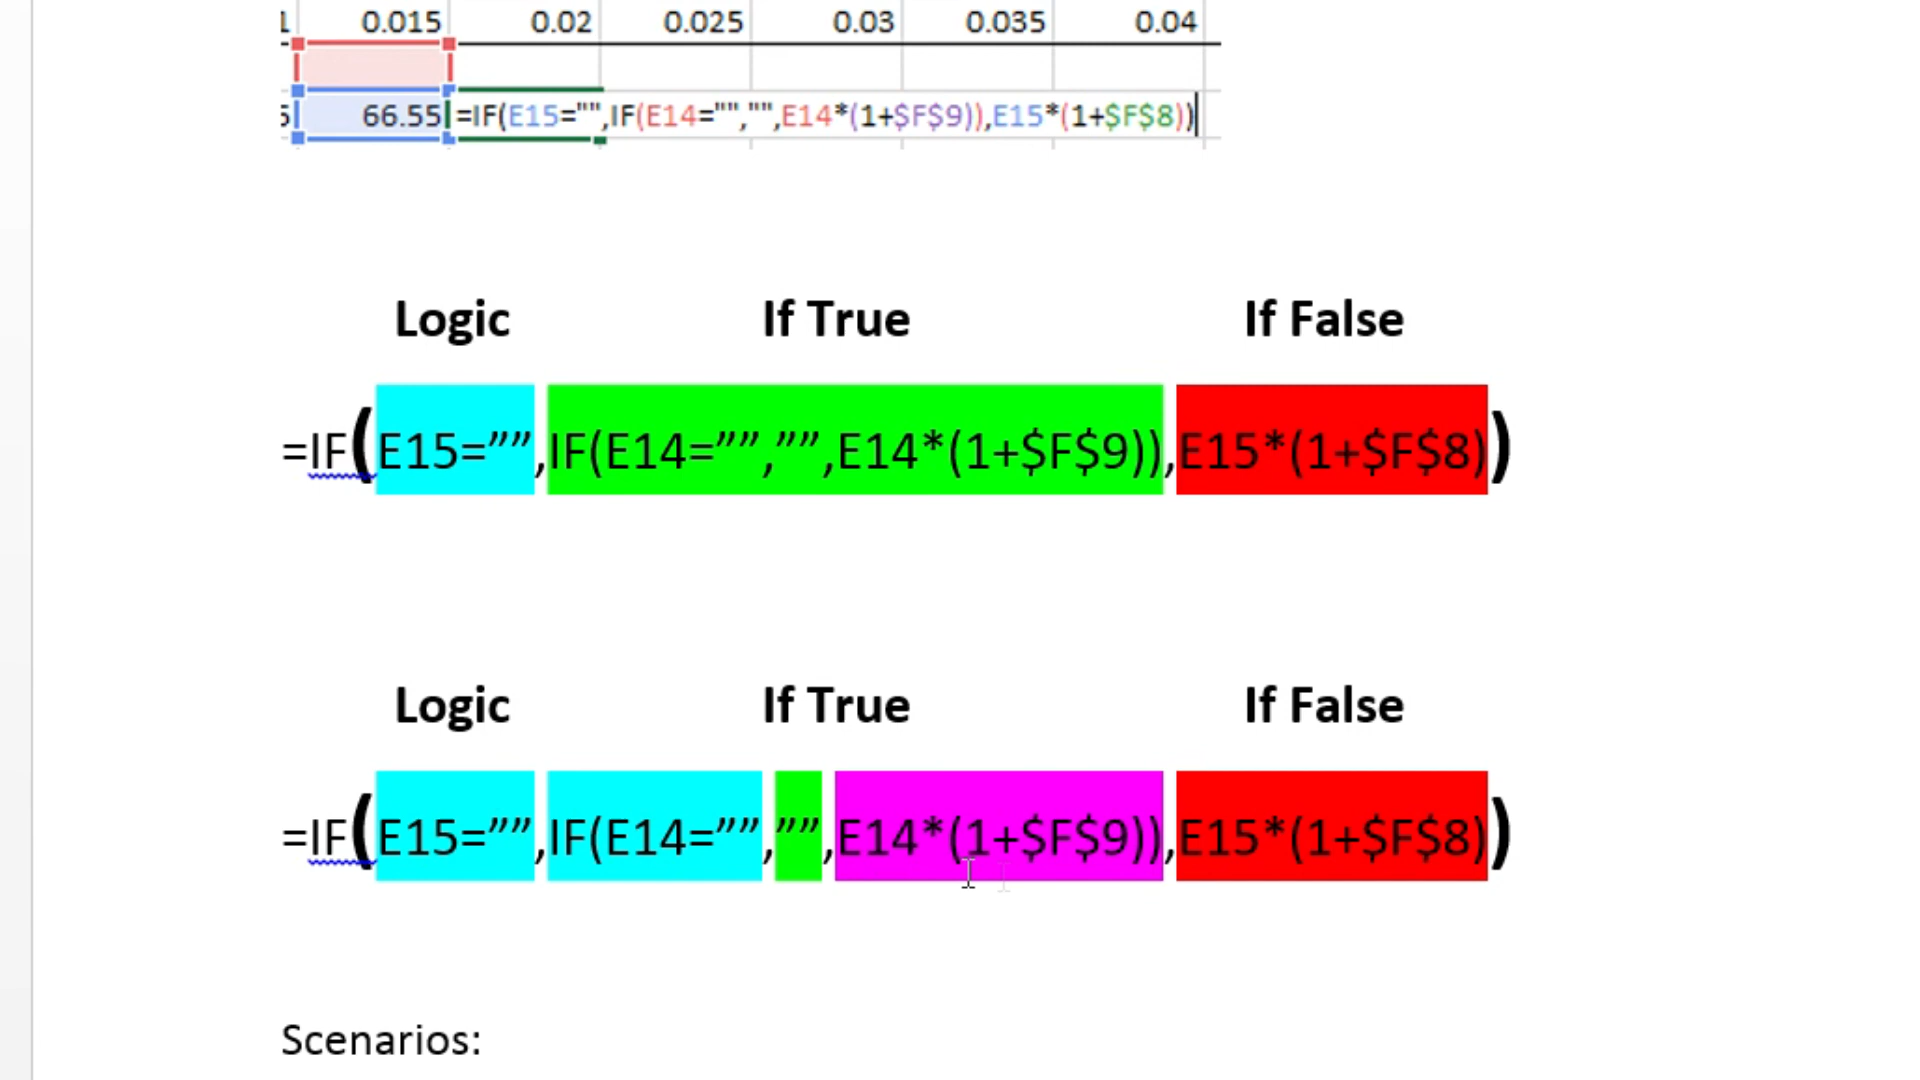 1 0.015 0.02 0.025 0.03 0.035 0.04
66.55 =IF(E15="",IF(E14="","",E14*(1+$F$9)),E15*(1+$F$8))
Logic If True If False
=IF(E15=””,IF(E14=””,””,E14*(1+$F$9)),E15*(1+$F$8))
Logic If True If False
=IF(E15=””,IF(E14=””,””,E14*(1+$F$9)),E15*(1+$F$8))
Scenarios: